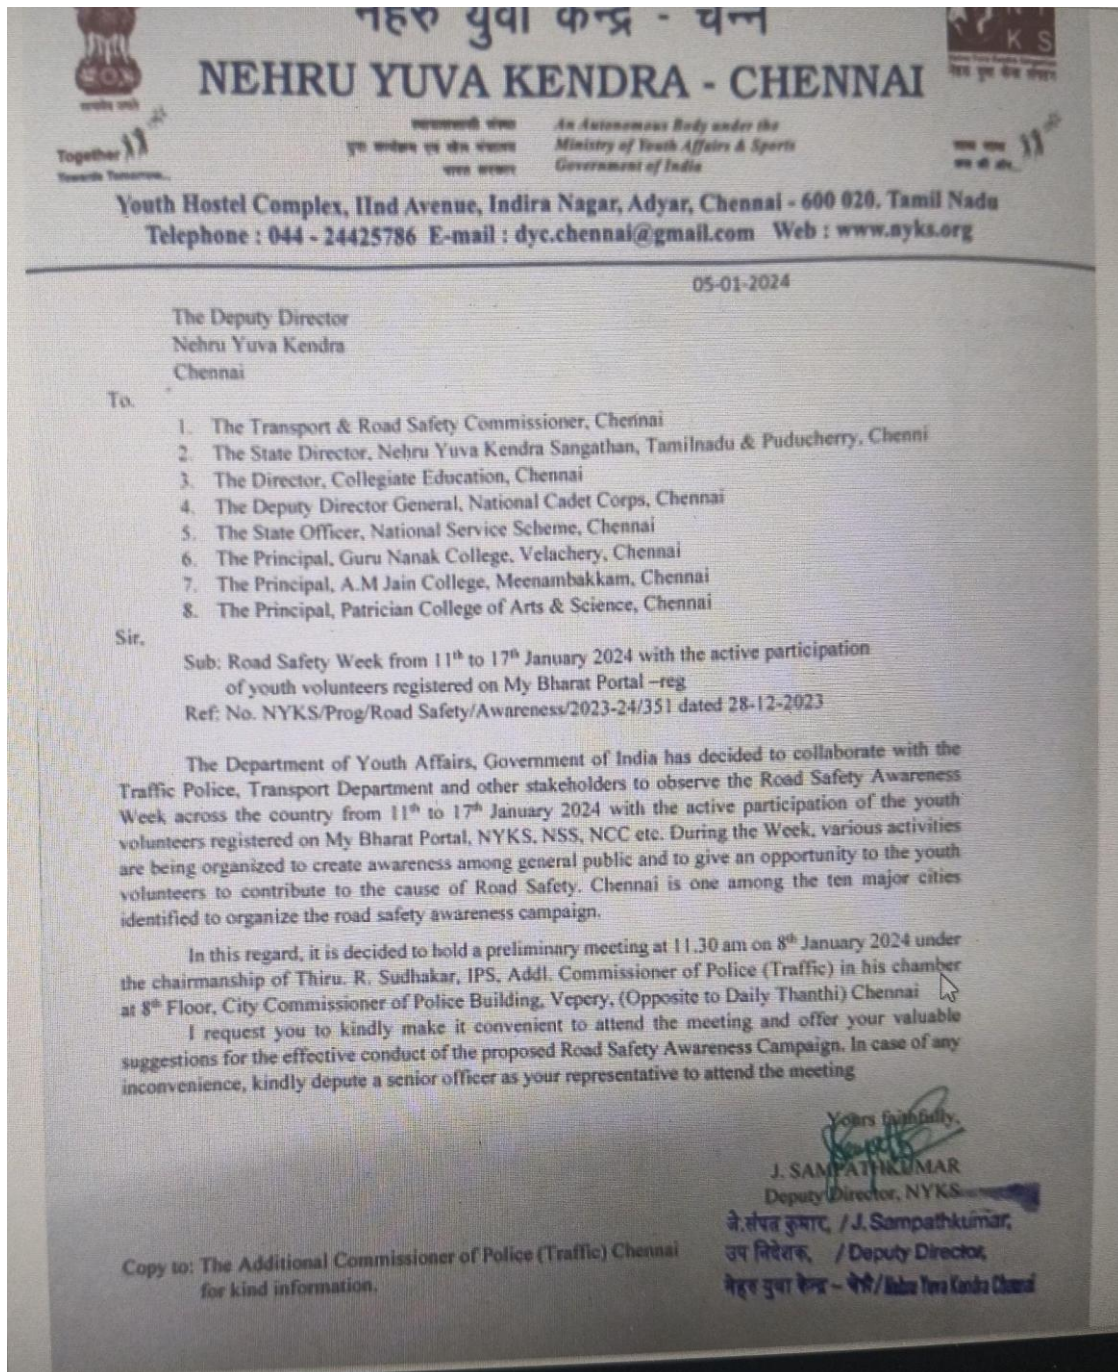 नेहरु युवा केन्द्र - चेन्नै
NEHRU YUVA KENDRA - CHENNAI
K S
Together
Towards Tomorrow...
An Autonomous Body under the
Ministry of Youth Affairs & Sports
Government of India
भारत सरकार
Youth Hostel Complex, IInd Avenue, Indira Nagar, Adyar, Chennai - 600 020. Tamil Nadu
Telephone : 044 - 24425786 E-mail : dyc.chennai@gmail.com Web : www.nyks.org
05-01-2024
The Deputy Director
Nehru Yuva Kendra
Chennai
To.
1. The Transport & Road Safety Commissioner, Chennai
2. The State Director, Nehru Yuva Kendra Sangathan, Tamilnadu & Puducherry, Chenni
3. The Director, Collegiate Education, Chennai
4. The Deputy Director General, National Cadet Corps, Chennai
5. The State Officer, National Service Scheme, Chennai
6. The Principal, Guru Nanak College, Velachery, Chennai
7. The Principal, A.M Jain College, Meenambakkam, Chennai
8. The Principal, Patrician College of Arts & Science, Chennai
Sir,
Sub: Road Safety Week from 11th to 17th January 2024 with the active participation
of youth volunteers registered on My Bharat Portal –reg
Ref: No. NYKS/Prog/Road Safety/Awareness/2023-24/351 dated 28-12-2023
The Department of Youth Affairs, Government of India has decided to collaborate with the
Traffic Police, Transport Department and other stakeholders to observe the Road Safety Awareness
Week across the country from 11th to 17th January 2024 with the active participation of the youth
volunteers registered on My Bharat Portal, NYKS, NSS, NCC etc. During the Week, various activities
are being organized to create awareness among general public and to give an opportunity to the youth
volunteers to contribute to the cause of Road Safety. Chennai is one among the ten major cities
identified to organize the road safety awareness campaign.
In this regard, it is decided to hold a preliminary meeting at 11.30 am on 8th January 2024 under
the chairmanship of Thiru. R. Sudhakar, IPS, Addl. Commissioner of Police (Traffic) in his chamber
at 8th Floor, City Commissioner of Police Building, Vepery, (Opposite to Daily Thanthi) Chennai
I request you to kindly make it convenient to attend the meeting and offer your valuable
suggestions for the effective conduct of the proposed Road Safety Awareness Campaign. In case of any
inconvenience, kindly depute a senior officer as your representative to attend the meeting
Yours faithfully,
J. SAMPATHKUMAR
Deputy Director, NYKS
जे.संपत कुमार, / J. Sampathkumar,
उप निदेशक, / Deputy Director,
नेहरु युवा केन्द्र – चेन्नै / Nehru Yuva Kendra Chennai
Copy to: The Additional Commissioner of Police (Traffic) Chennai
for kind information.